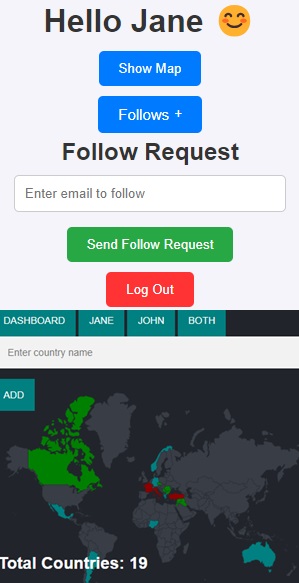 Hello Jane 😊
Show Map
Follows +
Follow Request
Enter email to follow
Send Follow Request
Log Out
DASHBOARD JANE JOHN BOTH
Enter country name
ADD
Total Countries: 19